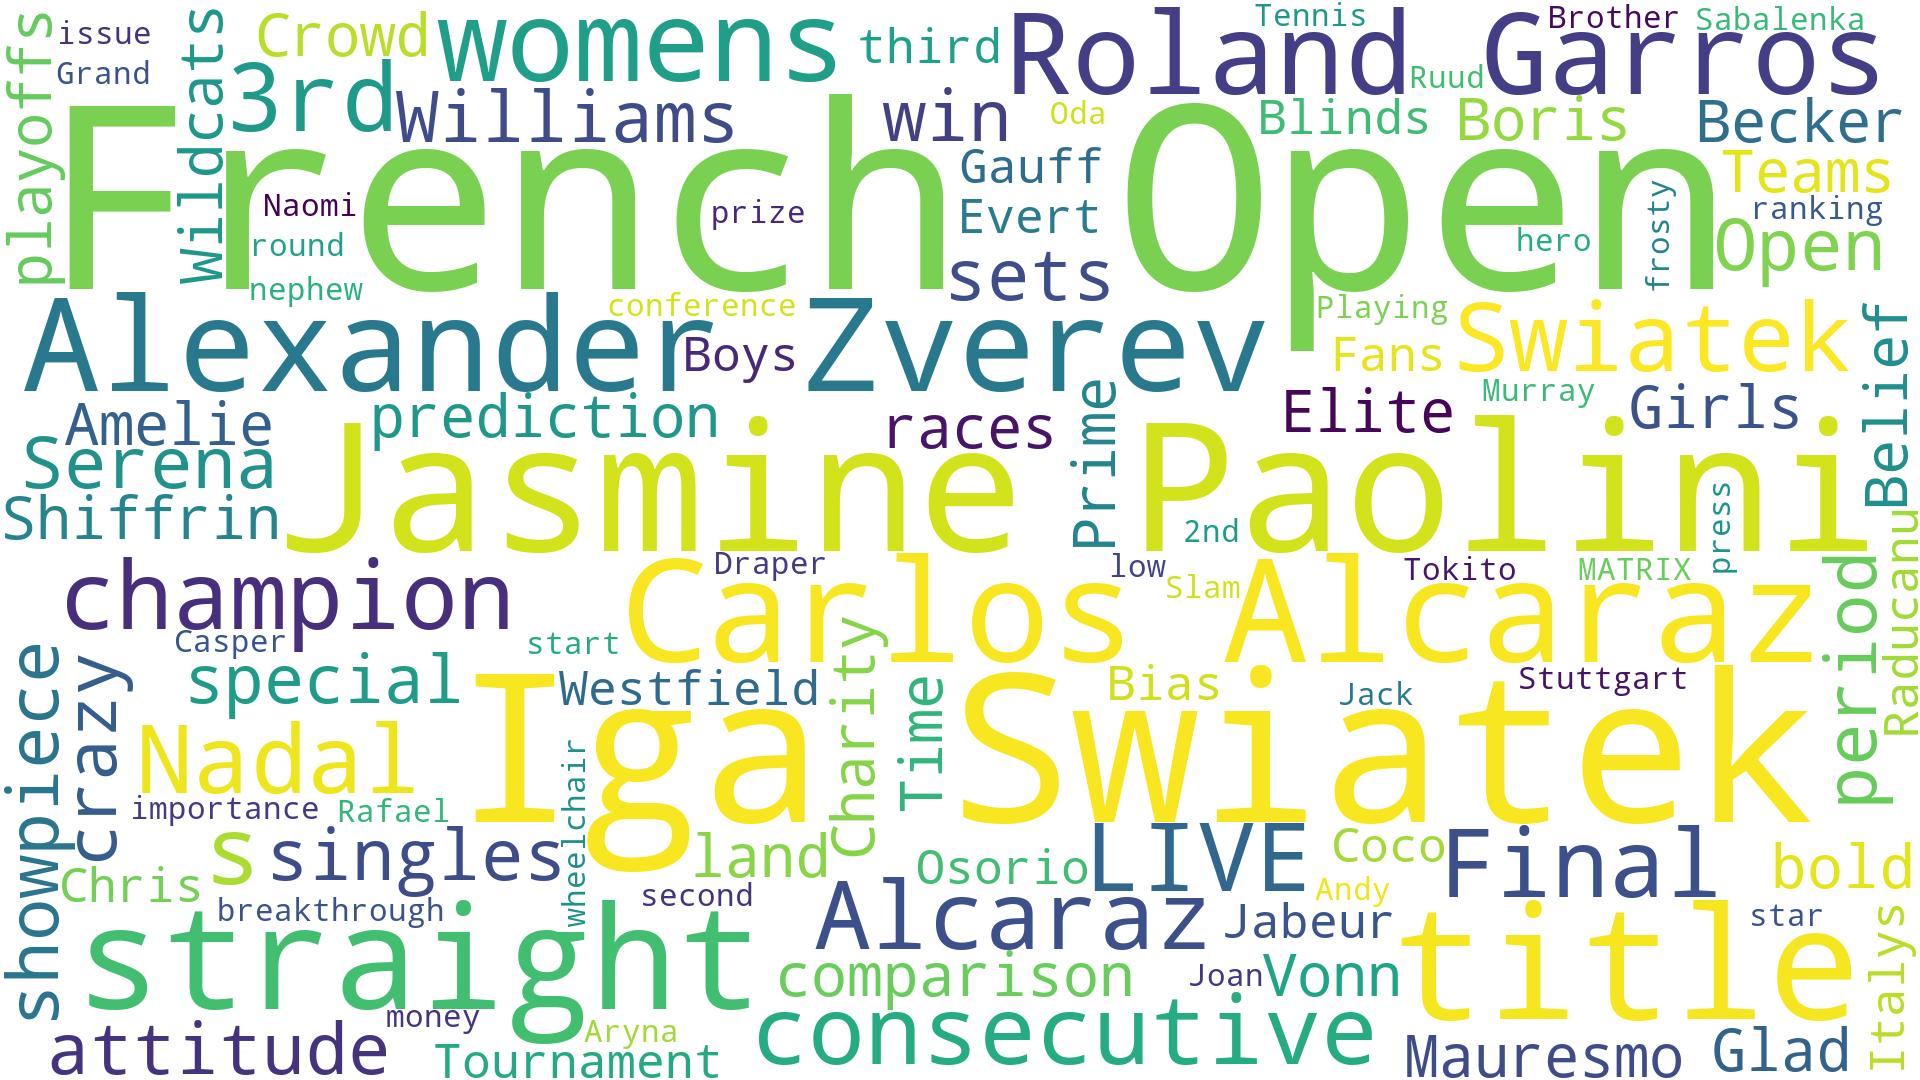 playoffs
issue
Grand
Wildcats
Crowd
womens
third
Roland Garros
Tennis
Brother
Sabalenka
3rd
Williams
win
Oda
Ruud
Blinds
Boris
Becker
French Open
Gauff
Teams
Naomi
prize
Evert
ranking
round
hero
frosty
Open
nephew
sets
conference
Alexander Zverev
Boys
Playing
Fans
Swiatek
Belief
Amelie
prediction
races
Prime
Elite
Murray
Girls
Serena
Jasmine Paolini
Shiffrin
2nd
press
Raducanu
champion
Draper
low
Slam
Tokito
MATRIX
Carlos Alcaraz
period
Casper
start
showpiece
crazy
special
Westfield
Charity
Time
Bias
Jack
Stuttgart
Nadal
Iga Swiatek
importance
Rafael
wheelchair
s
singles
land
Osorio
LIVE
Coco
Final
bold
Chris
second
Andy
breakthrough
straight
Alcaraz
Jabeur
title
star
Italys
comparison
Joan
Vonn
money
Aryna
consecutive
attitude
Tournament
Mauresmo
Glad